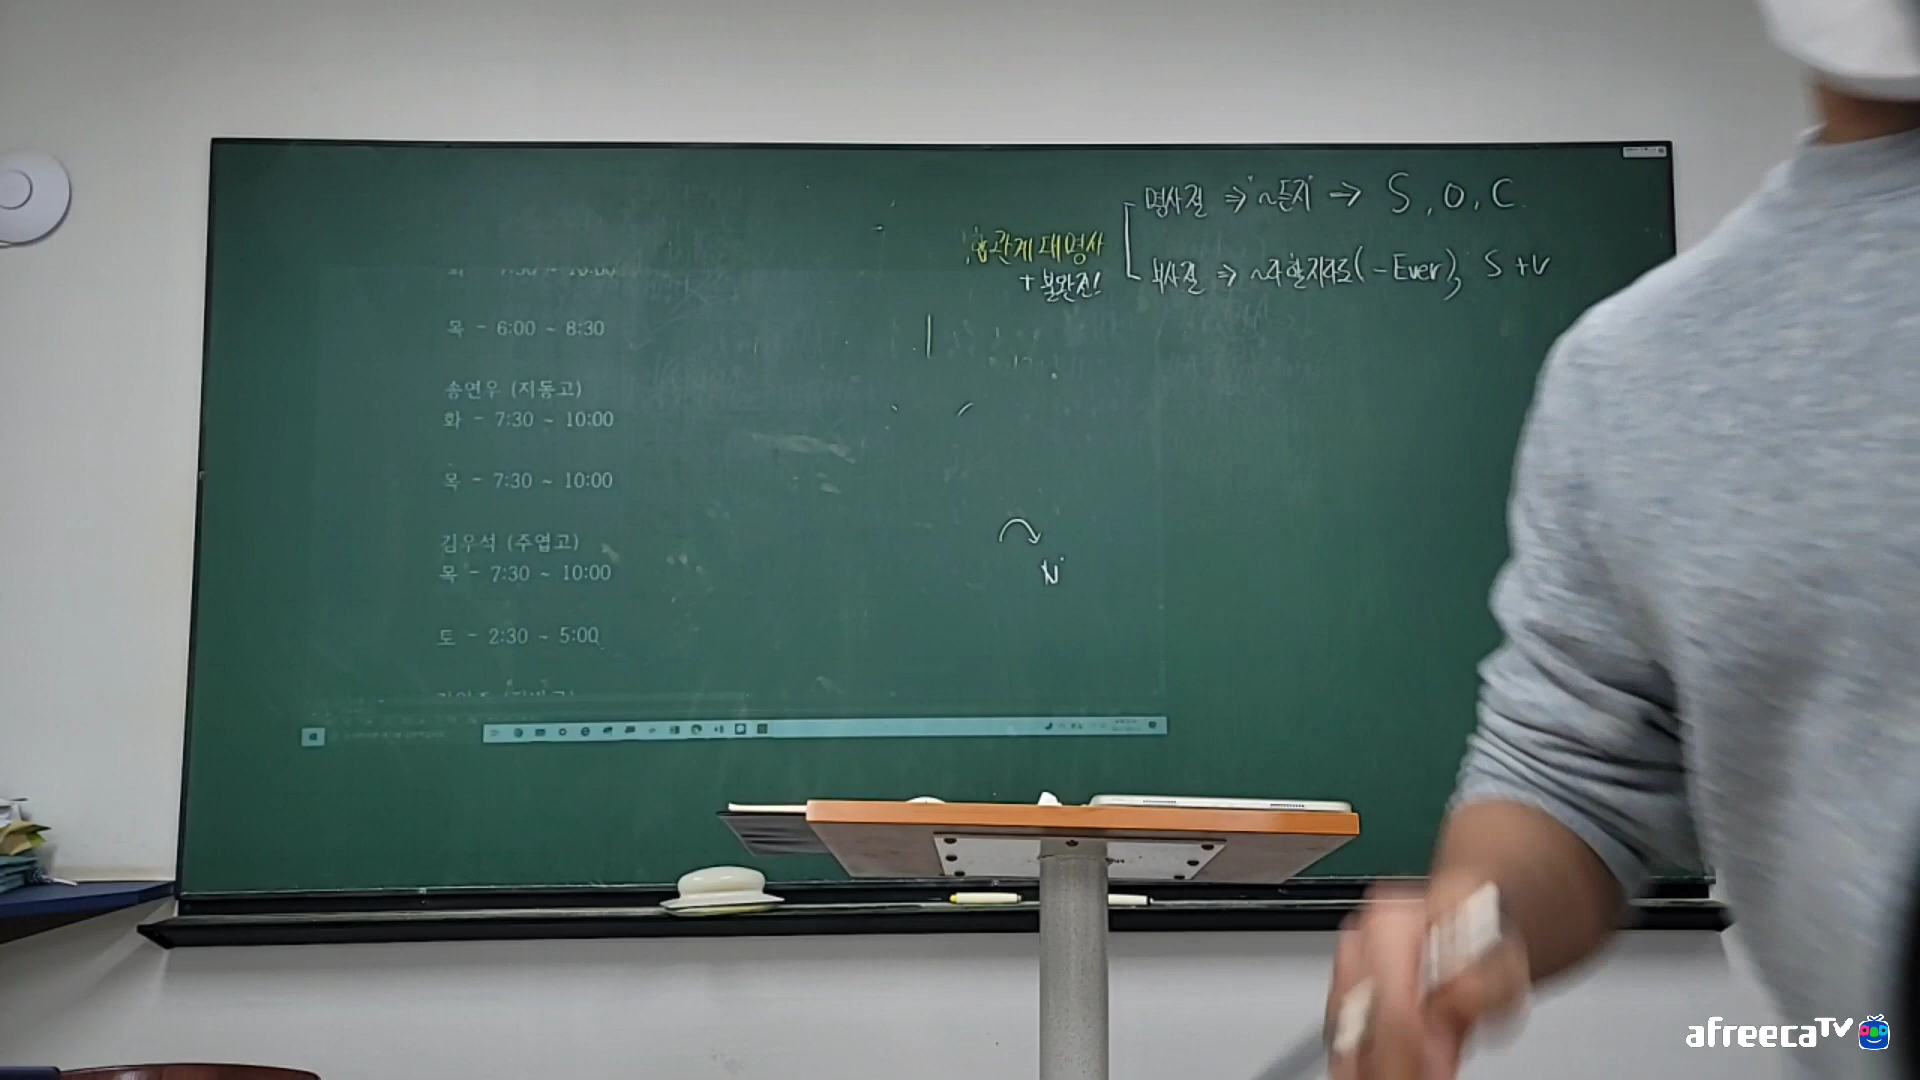 명사절 ⇒ '~든지' → S, O, C
관계대명사
+ 불완전!
부사절 ⇒ ~라 할지라도(-Ever), S+V
목 - 6:00 ~ 8:30
송연우 (지동고)
화 - 7:30 ~ 10:00
목 - 7:30 ~ 10:00
김우석 (주엽고)
목 - 7:30 ~ 10:00
토 - 2:30 ~ 5:00
N
afreecaTV